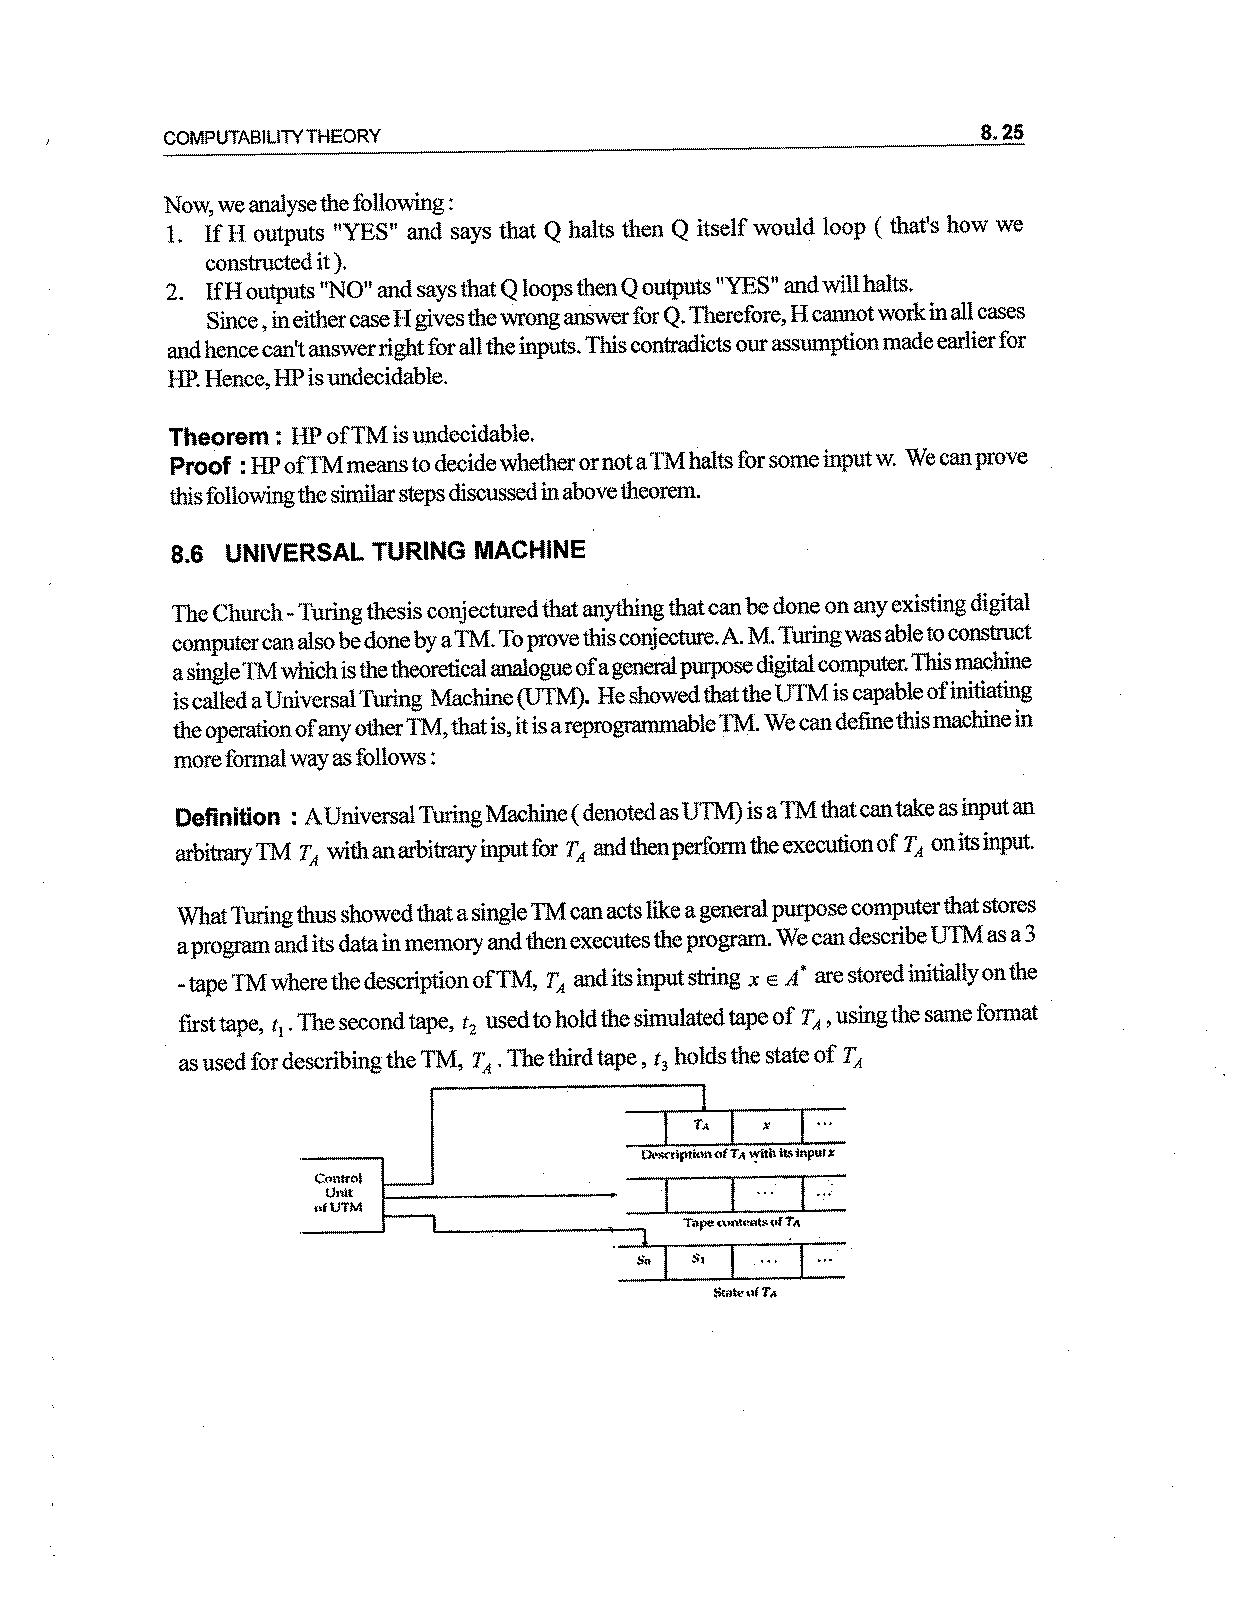 COMPUTABILITY THEORY 8.25
Now, we analyse the following :
1. If H outputs "YES" and says that Q halts then Q itself would loop ( that's how we
constructed it ).
2. If H outputs "NO" and says that Q loops then Q outputs "YES" and will halts.
Since , in either case H gives the wrong answer for Q. Therefore, H cannot work in all cases
and hence can't answer right for all the inputs. This contradicts our assumption made earlier for
HP. Hence, HP is undecidable.
Theorem : HP of TM is undecidable.
Proof : HP of TM means to decide whether or not a TM halts for some input w. We can prove
this following the similar steps discussed in above theorem.
8.6 UNIVERSAL TURING MACHINE
The Church - Turing thesis conjectured that anything that can be done on any existing digital
computer can also be done by a TM. To prove this conjecture. A. M. Turing was able to construct
a single TM which is the theoretical analogue of a general purpose digital computer. This machine
is called a Universal Turing Machine (UTM). He showed that the UTM is capable of initiating
the operation of any other TM, that is, it is a reprogrammable TM. We can define this machine in
more formal way as follows :
Definition : A Universal Turing Machine ( denoted as UTM) is a TM that can take as input an
arbitrary TM T_A with an arbitrary input for T_A and then perform the execution of T_A on its input.
What Turing thus showed that a single TM can acts like a general purpose computer that stores
a program and its data in memory and then executes the program. We can describe UTM as a 3
- tape TM where the description of TM, T_A and its input string x ∈ A* are stored initially on the
first tape, t₁ . The second tape, t₂ used to hold the simulated tape of T_A , using the same format
as used for describing the TM, T_A . The third tape , t₃ holds the state of T_A
T_A x ...
Description of T_A with its input x
Control
Unit
of UTM
... ...
Tape contents of T_A
S₀ S₁ ... ...
State of T_A